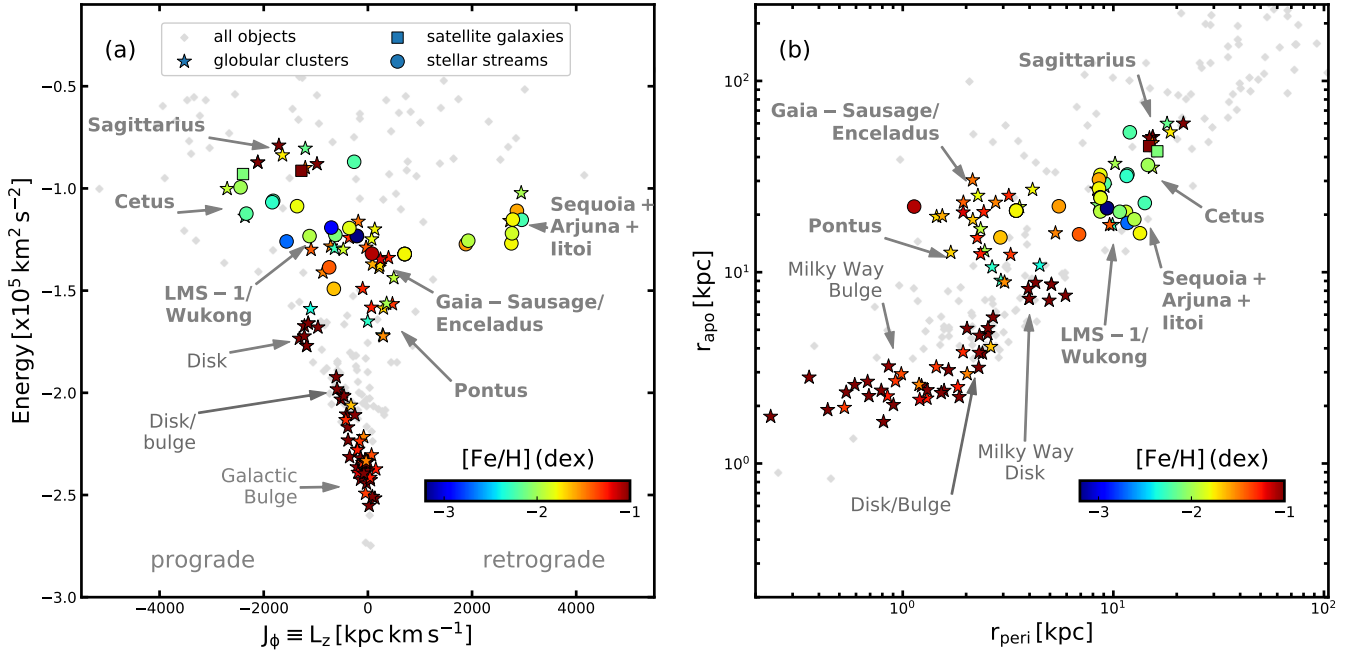 (a)
all objects
globular clusters
satellite galaxies
stellar streams
Sagittarius
Cetus
LMS − 1/
Wukong
Disk
Disk/
bulge
Galactic
Bulge
Sequoia +
Arjuna +
Iitoi
Gaia − Sausage/
Enceladus
Pontus
[Fe/H] (dex)
−3
−2
−1
prograde
retrograde
−0.5
−1.0
−1.5
−2.0
−2.5
−3.0
Energy [x10⁵ km² s⁻²]
−4000
−2000
0
2000
4000
J_ϕ ≡ L_z [kpc km s⁻¹]
(b)
Sagittarius
Gaia − Sausage/
Enceladus
Pontus
Milky Way
Bulge
Cetus
Sequoia +
Arjuna +
Iitoi
LMS − 1/
Wukong
Milky Way
Disk
Disk/Bulge
[Fe/H] (dex)
−3
−2
−1
10²
10¹
10⁰
r_apo [kpc]
10⁰
10¹
10²
r_peri [kpc]